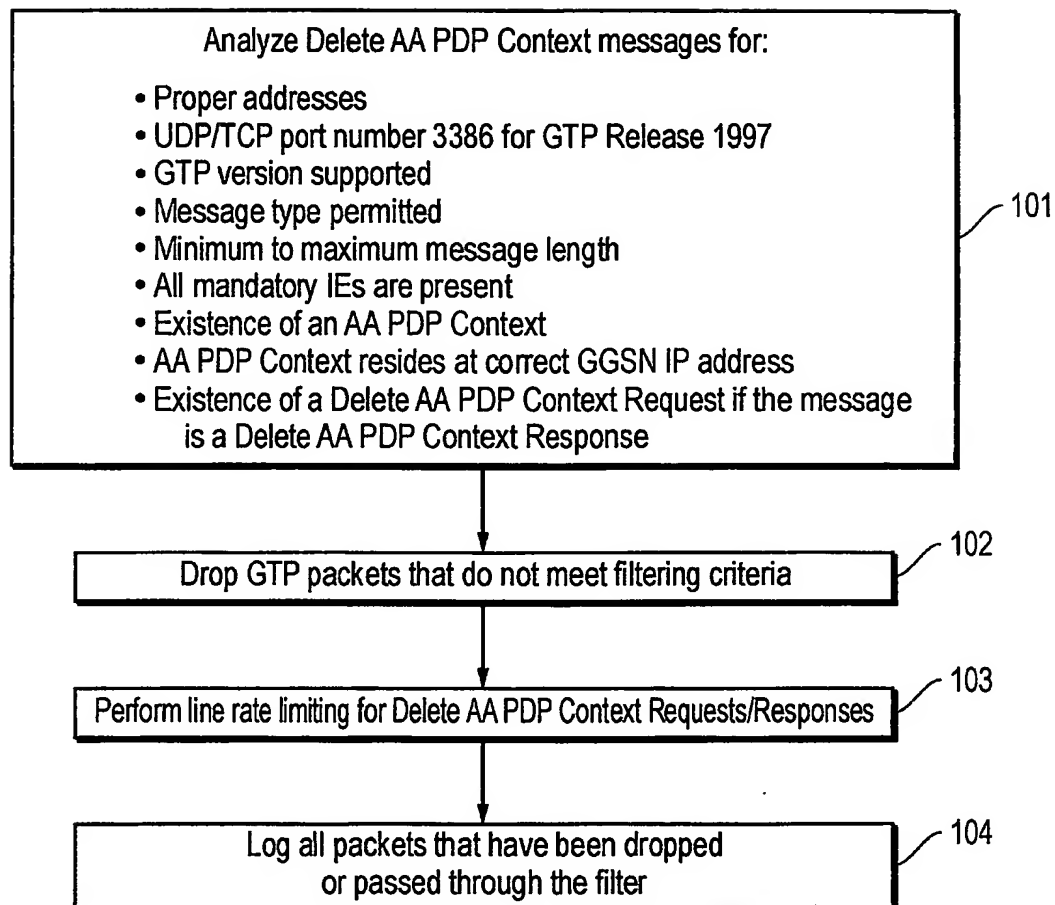 Analyze Delete AA PDP Context messages for:
• Proper addresses
• UDP/TCP port number 3386 for GTP Release 1997
• GTP version supported
• Message type permitted
• Minimum to maximum message length
• All mandatory IEs are present
• Existence of an AA PDP Context
• AA PDP Context resides at correct GGSN IP address
• Existence of a Delete AA PDP Context Request if the message
is a Delete AA PDP Context Response
101
102
Drop GTP packets that do not meet filtering criteria
103
Perform line rate limiting for Delete AA PDP Context Requests/Responses
104
Log all packets that have been dropped
or passed through the filter